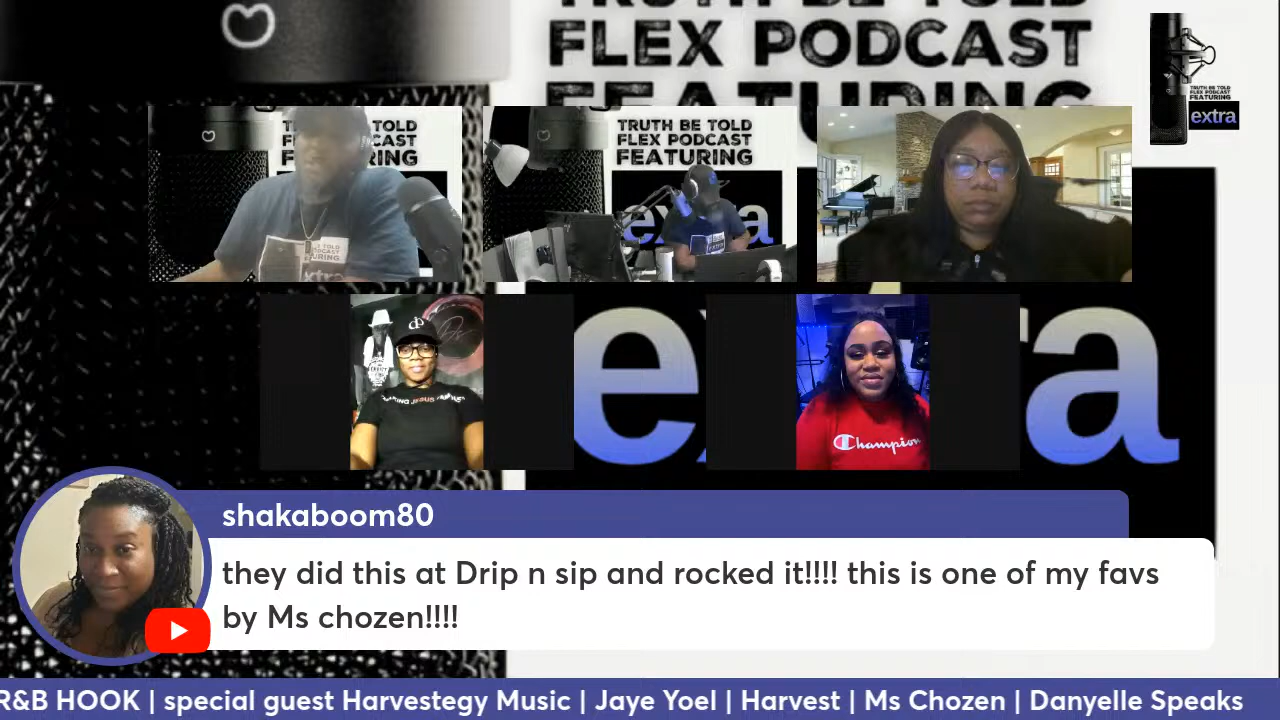 TRUTH BE TOLD
FLEX PODCAST
FEATURING
TRUTH BE TOLD
FLEX PODCAST
FEATURING
extra
TRUTH BE TOLD
FLEX PODCAST
FEATURING
extra
Champion
shakaboom80
they did this at Drip n sip and rocked it!!!! this is one of my favs
by Ms chozen!!!!
R&B HOOK | special guest Harvestegy Music | Jaye Yoel | Harvest | Ms Chozen | Danyelle Speaks